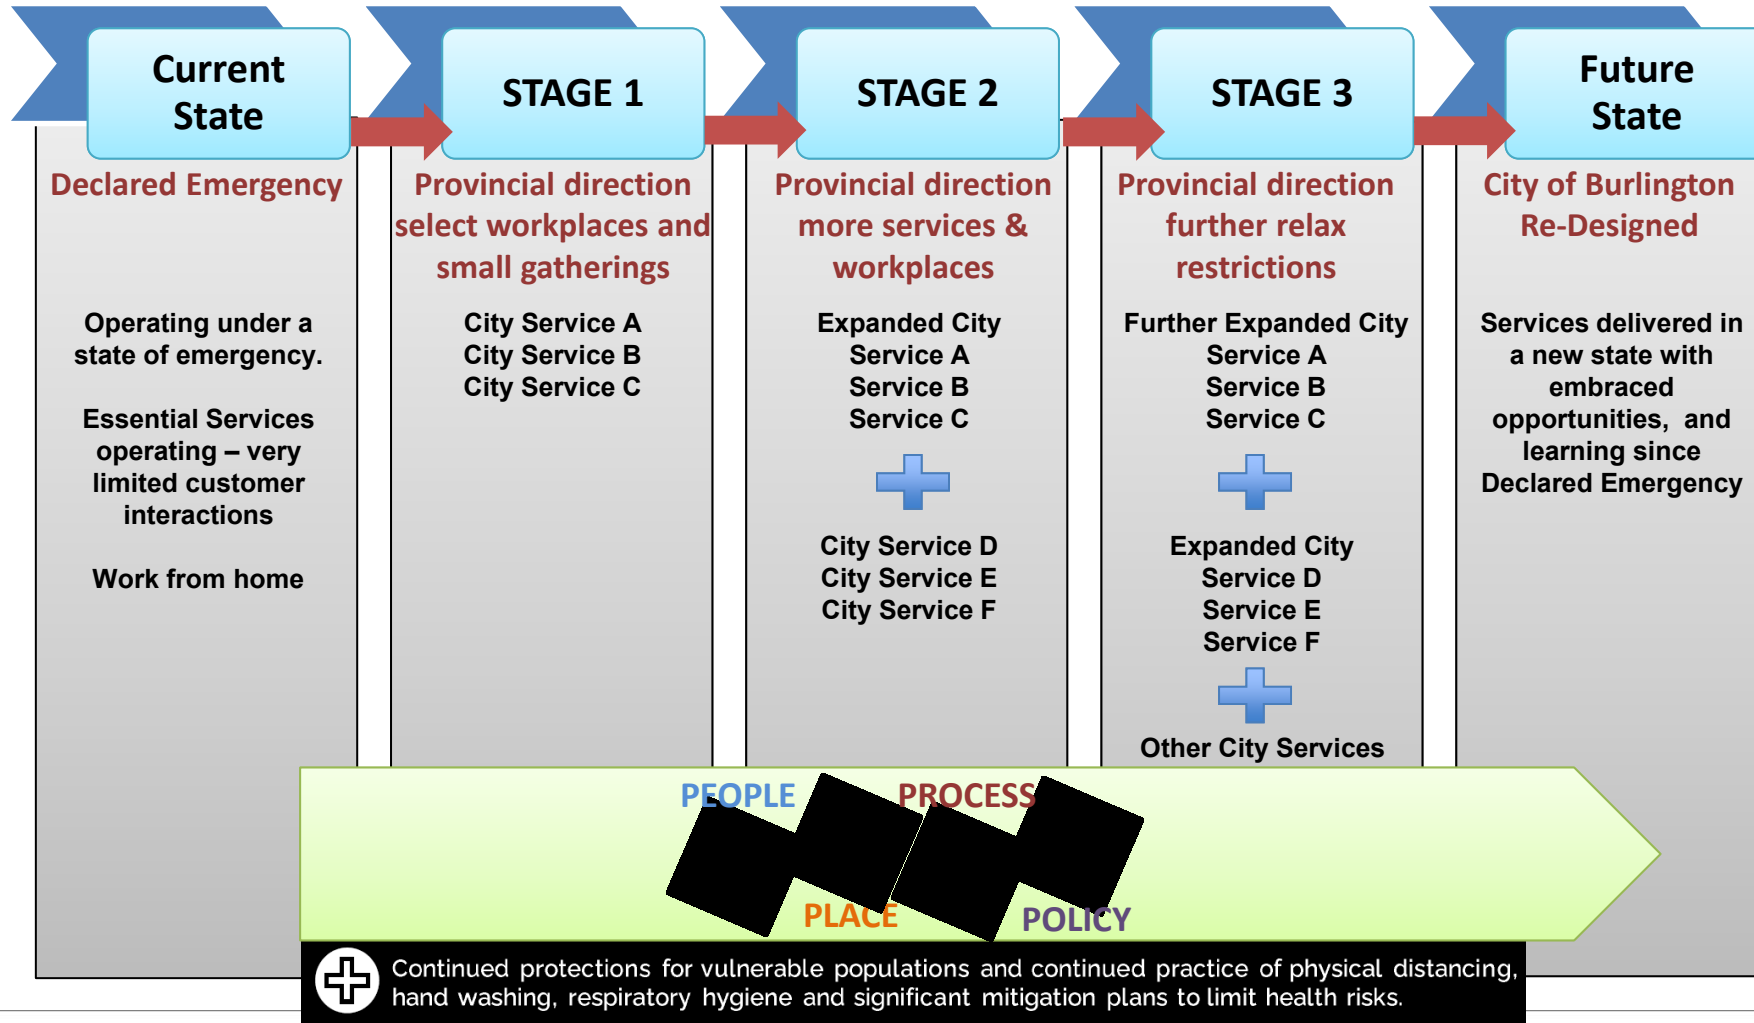 Current
State
Declared Emergency
Operating under a
state of emergency.
Essential Services
operating – very
limited customer
interactions
Work from home
STAGE 1
Provincial direction
select workplaces and
small gatherings
City Service A
City Service B
City Service C
STAGE 2
Provincial direction
more services &
workplaces
Expanded City
Service A
Service B
Service C
City Service D
City Service E
City Service F
STAGE 3
Provincial direction
further relax
restrictions
Further Expanded City
Service A
Service B
Service C
Expanded City
Service D
Service E
Service F
Other City Services
Future
State
City of Burlington
Re-Designed
Services delivered in
a new state with
embraced
opportunities, and
learning since
Declared Emergency
PEOPLE
PROCESS
PLACE
POLICY
Continued protections for vulnerable populations and continued practice of physical distancing,
hand washing, respiratory hygiene and significant mitigation plans to limit health risks.